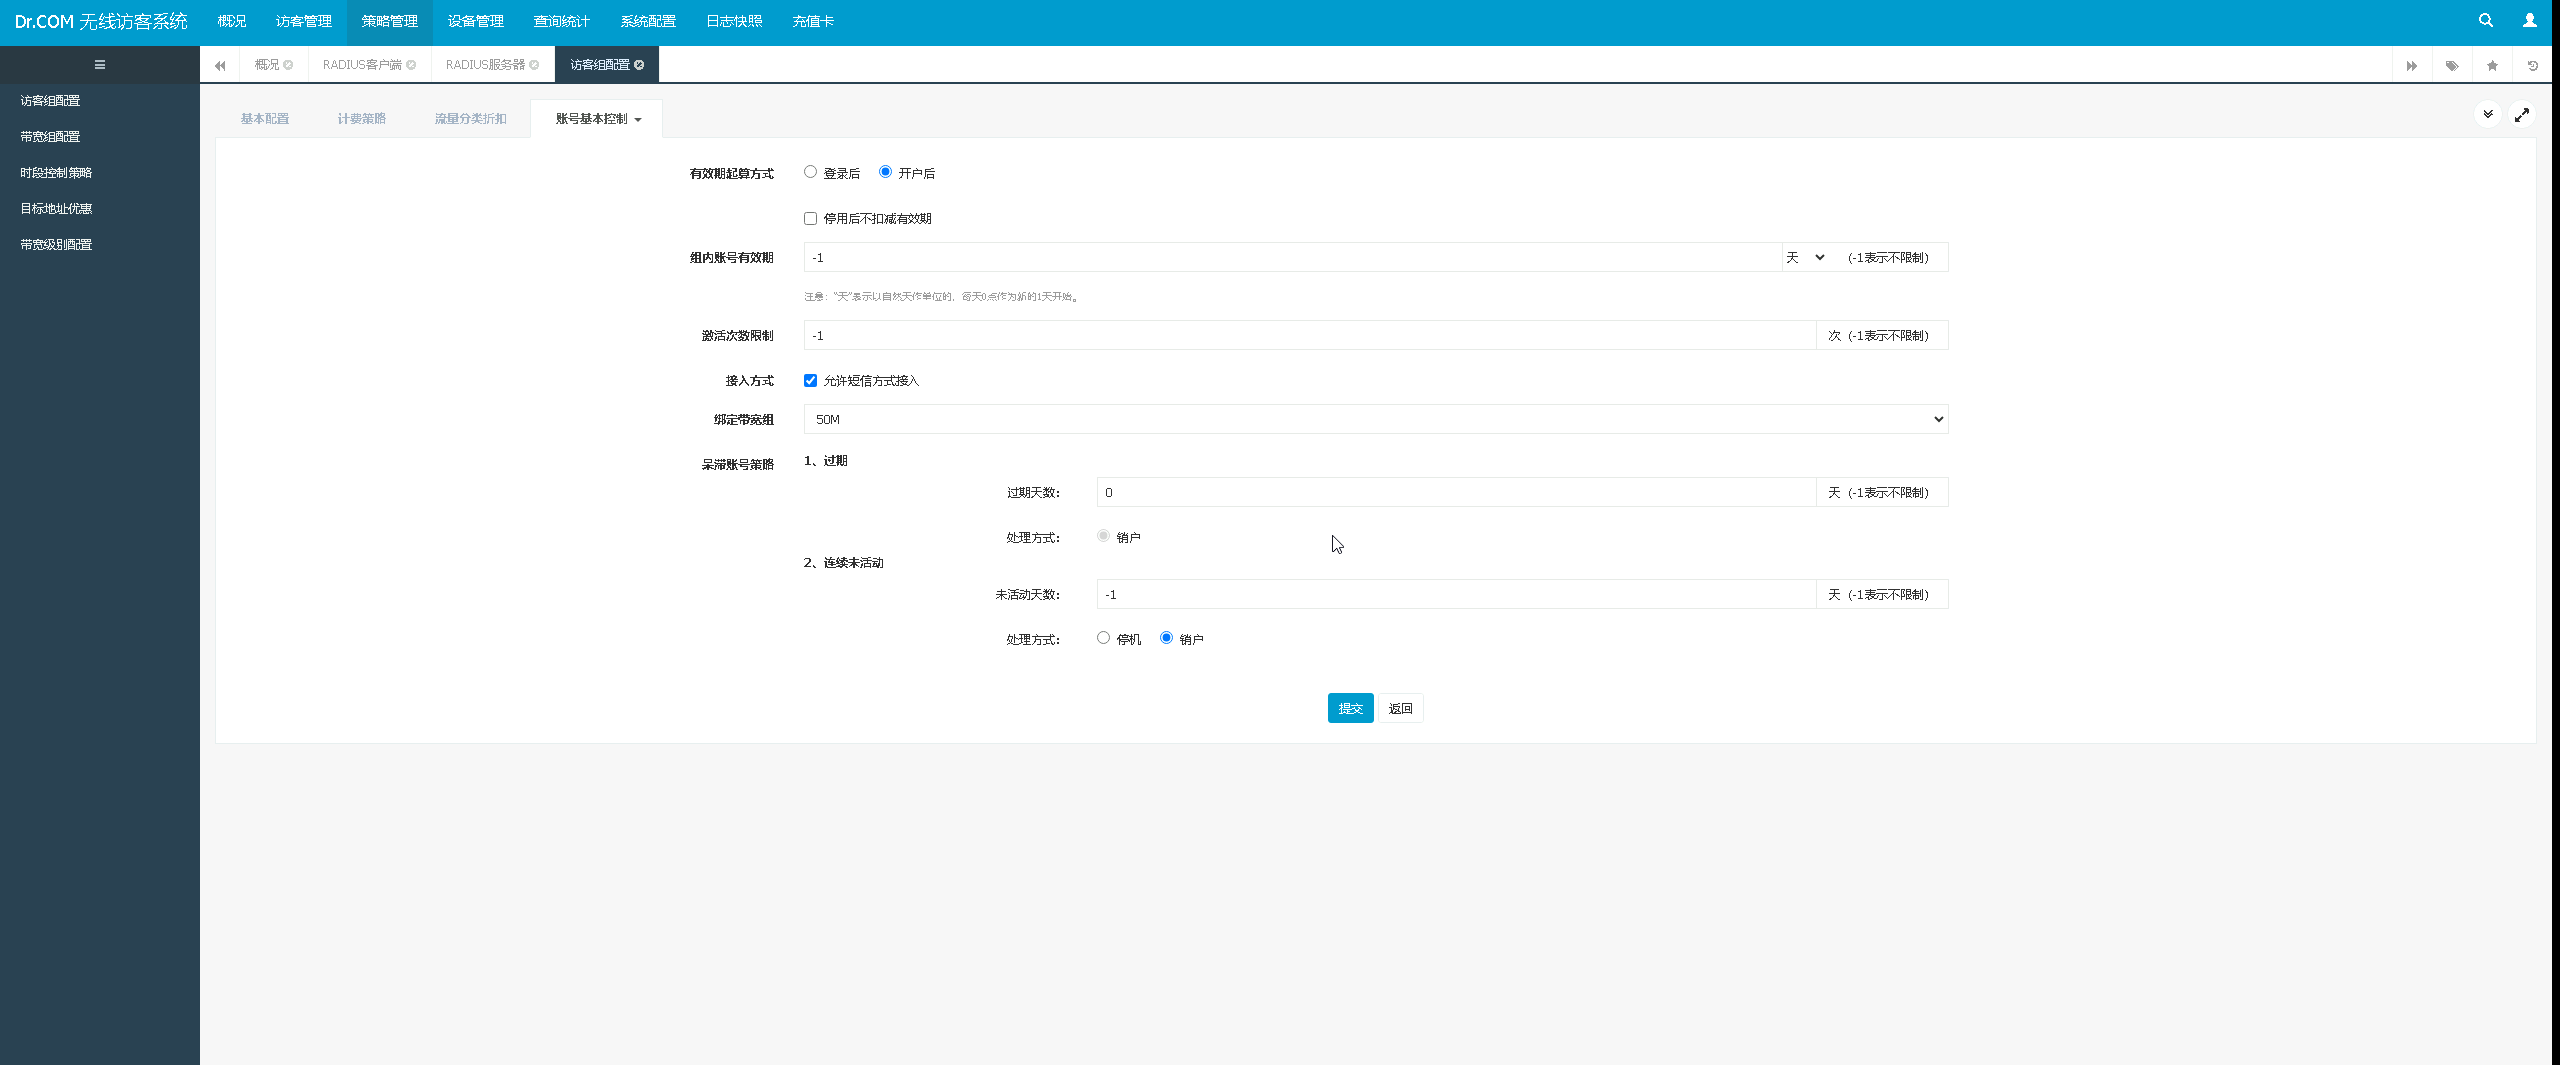 Dr.COM 无线访客系统 概况 访客管理 策略管理 设备管理 查询统计 系统配置 日志快照 充值卡
概况 RADIUS客户端 RADIUS服务器 访客组配置
访客组配置
带宽组配置
时段控制策略
目标地址优惠
带宽级别配置
基本配置 计费策略 流量分类折扣 账号基本控制
有效期起算方式 登录后 开户后
停用后不扣减有效期
组内账号有效期 -1 天 (-1表示不限制)
注意：“天”表示以自然天作单位的，每天0点作为新的1天开始。
激活次数限制 -1 次 (-1表示不限制)
接入方式 允许短信方式接入
绑定带宽组 50M
呆滞账号策略 1、过期
过期天数： 0 天 (-1表示不限制)
处理方式： 销户
2、连续未活动
未活动天数： -1 天 (-1表示不限制)
处理方式： 停机 销户
提交 返回